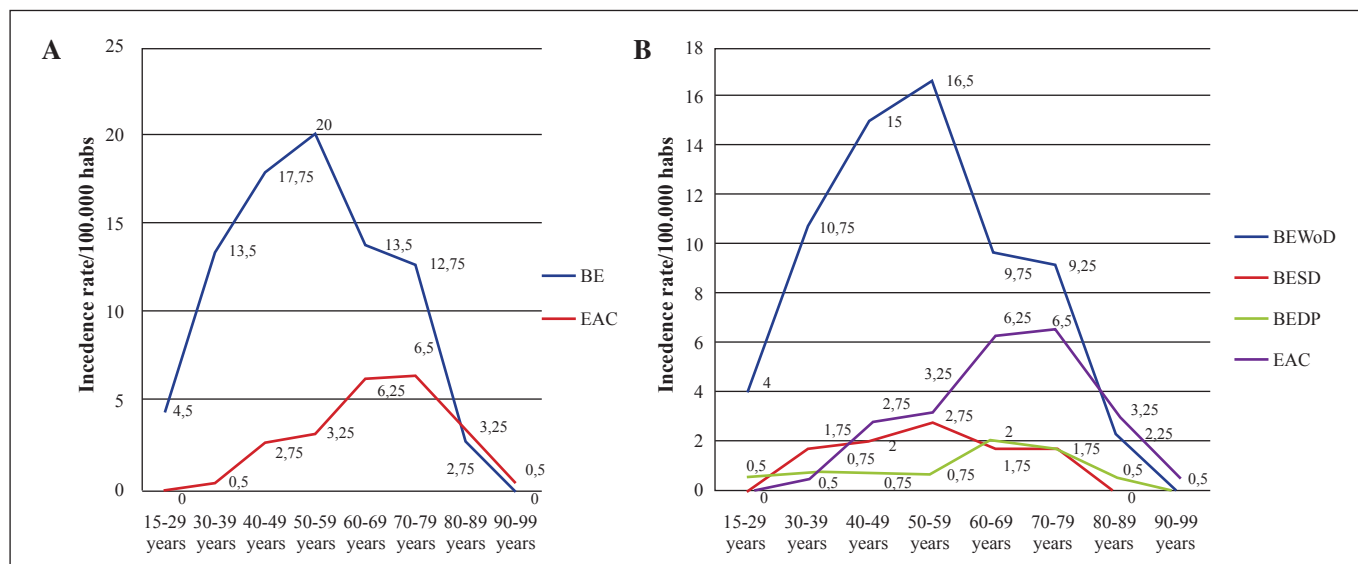 A
Incedence rate/100.000 habs
25
20
15
10
5
0
4,5
13,5
17,75
20
13,5
12,75
2,75
0
0
0,5
2,75
3,25
6,25
6,5
3,25
0,5
15-29 years
30-39 years
40-49 years
50-59 years
60-69 years
70-79 years
80-89 years
90-99 years
BE
EAC
B
Incedence rate/100.000 habs
18
16
14
12
10
8
6
4
2
0
4
10,75
15
16,5
9,75
9,25
2,25
0,5
1,75
2
2,75
1,75
1,75
0
0,5
0,75
0,75
0,75
2
0,5
0
0,5
2,75
3,25
6,25
6,5
3,25
15-29 years
30-39 years
40-49 years
50-59 years
60-69 years
70-79 years
80-89 years
90-99 years
BEWoD
BESD
BEDP
EAC